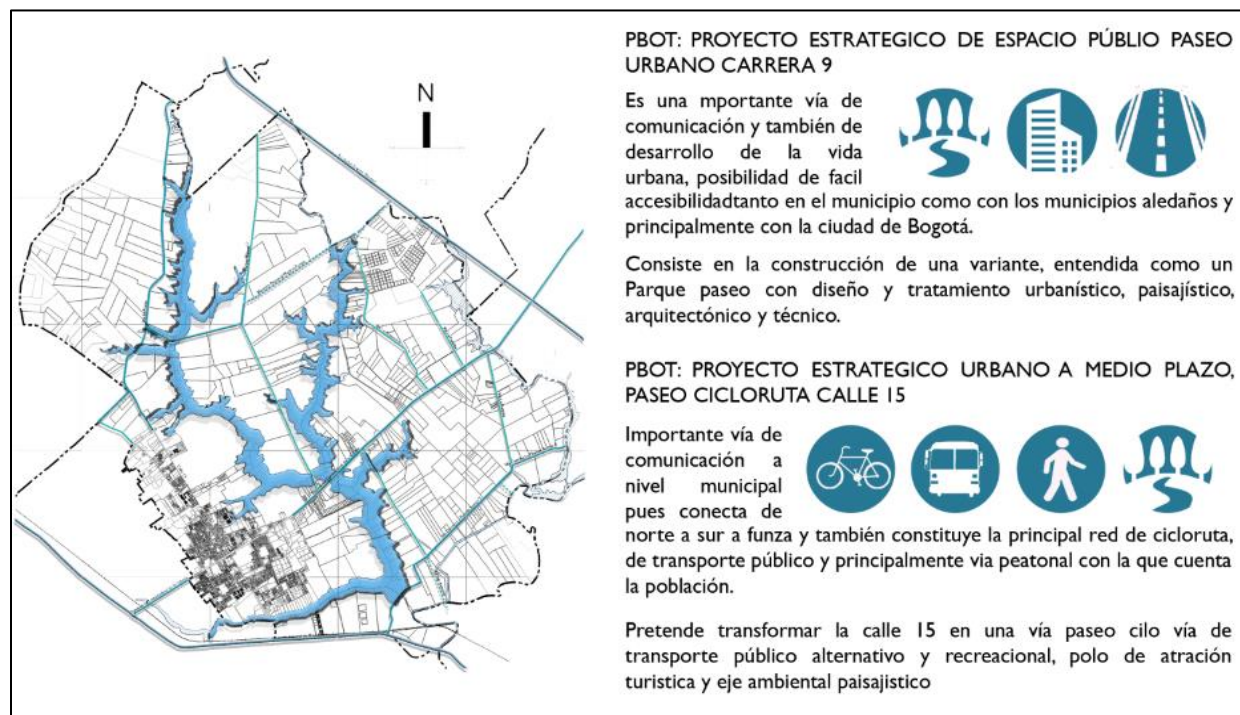 N
PBOT: PROYECTO ESTRATEGICO DE ESPACIO PÚBLIO PASEO
URBANO CARRERA 9
Es una mportante vía de
comunicación y también de
desarrollo de la vida
urbana, posibilidad de facil
accesibilidadtanto en el municipio como con los municipios aledaños y
principalmente con la ciudad de Bogotá.
Consiste en la construcción de una variante, entendida como un
Parque paseo con diseño y tratamiento urbanístico, paisajístico,
arquitectónico y técnico.
PBOT: PROYECTO ESTRATEGICO URBANO A MEDIO PLAZO,
PASEO CICLORUTA CALLE 15
Importante vía de
comunicación a
nivel municipal
pues conecta de
norte a sur a funza y también constituye la principal red de cicloruta,
de transporte público y principalmente via peatonal con la que cuenta
la población.
Pretende transformar la calle 15 en una vía paseo cilo vía de
transporte público alternativo y recreacional, polo de atración
turistica y eje ambiental paisajistico